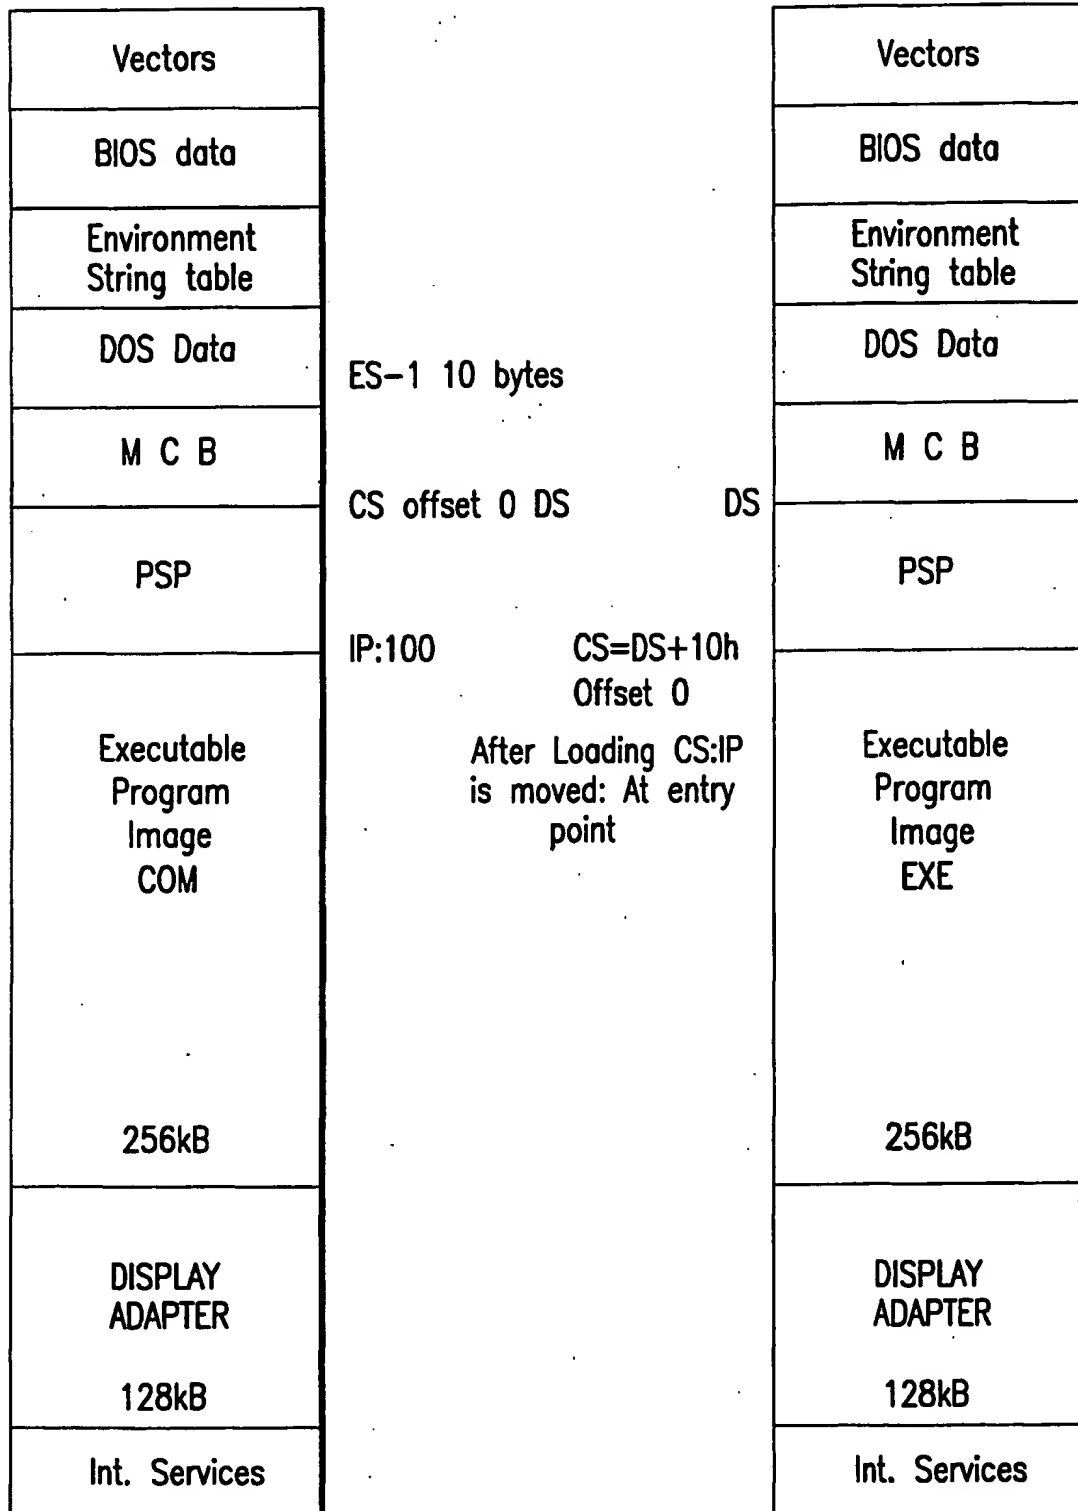 Vectors
BIOS data
Environment
String table
DOS Data
M C B
PSP
Executable
Program
Image
COM
256kB
DISPLAY
ADAPTER
128kB
Int. Services
ES-1 10 bytes
CS offset 0 DS
IP:100
DS
CS=DS+10h
Offset 0
After Loading CS:IP
is moved: At entry
point
Vectors
BIOS data
Environment
String table
DOS Data
M C B
PSP
Executable
Program
Image
EXE
256kB
DISPLAY
ADAPTER
128kB
Int. Services